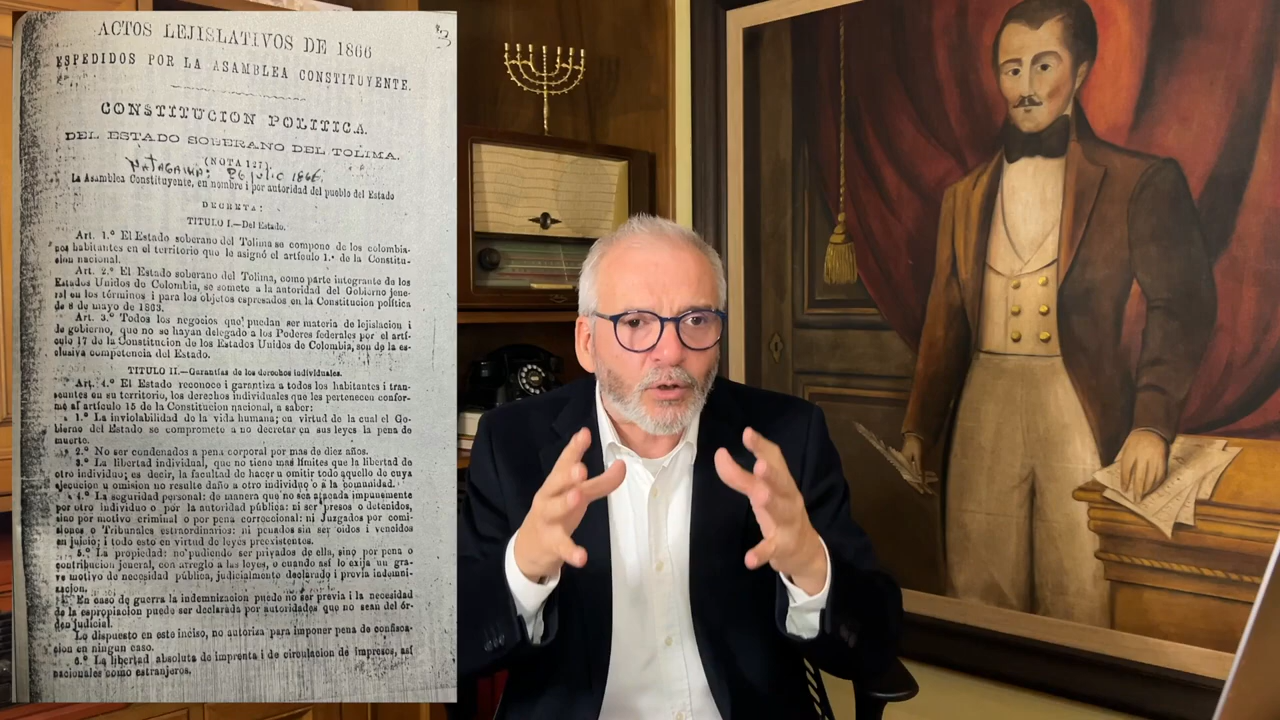 ACTOS LEJISLATIVOS DE 1866
ESPEDIDOS POR LA ASAMBLEA CONSTITUYENTE.
CONSTITUCION POLITICA.
DEL ESTADO SOBERANO DEL TOLIMA.
(NOTA 127).
NATAGAIMA; 26 julio 1866.
La Asamblea Constituyente, en nombre i por autoridad del pueblo del Estado
DECRETA:
TITULO I.—Del Estado.
Art. 1.º El Estado soberano del Tolima se compone de los colombia-
nos habitantes en el territorio que le asignó el artículo 1.º de la Constitu-
cion nacional.
Art. 2.º El Estado soberano del Tolima, como parte integrante de los
Estados Unidos de Colombia, se somete a la autoridad del Gobierno jene-
ral en los términos i para los objetos espresados en la Constitucion política
de 8 de mayo de 1863.
Art. 3.º Todos los negocios que puedan ser materia de lejislacion i
de gobierno, que no se hayan delegado a los Poderes federales por el artí-
culo 17 de la Constitucion de los Estados Unidos de Colombia, son de la es-
clusiva competencia del Estado.
TITULO II.—Garantías de los derechos individuales.
Art. 4.º El Estado reconoce i garantiza a todos los habitantes i tran-
seuntes en su territorio, los derechos individuales que les pertenecen confor-
me al artículo 15 de la Constitucion nacional, a saber:
1.º La inviolabilidad de la vida humana; en virtud de la cual el Go-
bierno del Estado se compromete a no decretar en sus leyes la pena de
muerte.
2.º No ser condenados a pena corporal por mas de diez años.
3.º La libertad individual, que no tiene mas límites que la libertad de
otro individuo; es decir, la facultad de hacer u omitir todo aquello de cuya
ejecucion u omision no resulte daño a otro individuo o a la comunidad.
4.º La seguridad personal: de manera que no sea atacada impunemente
por otro individuo o por la autoridad pública: ni ser presos o detenidos,
sino por motivo criminal o por pena correccional: ni Juzgados por comi-
siones o Tribunales estraordinarios: ni penados sin ser oidos i vencidos
en juicio; i todo esto en virtud de leyes preexistentes.
5.º La propiedad: no pudiendo ser privados de ella, sino por pena o
contribucion jeneral, con arreglo a las leyes, o cuando así lo exija un gra-
ve motivo de necesidad pública, judicialmente declarado i previa indemni-
zacion.
En caso de guerra la indemnizacion puede no ser previa i la necesidad
de la espropiacion puede ser declarada por autoridades que no sean del ór-
den judicial.
Lo dispuesto en este inciso, no autoriza para imponer pena de confisca-
cion en ningun caso.
6.º La libertad absoluta de imprenta i de circulacion de impresos, así
nacionales como estranjeros.